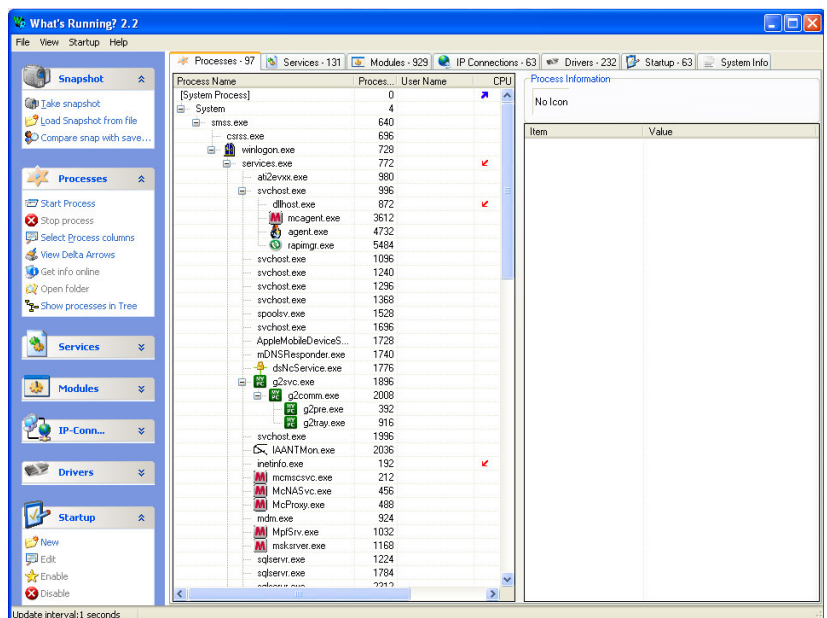 What's Running? 2.2
File View Startup Help
Snapshot
Take snapshot
Load Snapshot from file
Compare snap with save...
Processes
Start Process
Stop process
Select Process columns
View Delta Arrows
Get info online
Open folder
Show processes in Tree
Services
Modules
IP-Conn...
Drivers
Startup
New
Edit
Enable
Disable
Processes - 97 Services - 131 Modules - 929 IP Connections - 63 Drivers - 232 Startup - 63 System Info
Process Name Proces... User Name CPU
[System Process] 0
System 4
smss.exe 640
csrss.exe 696
winlogon.exe 728
services.exe 772
ati2evxx.exe 980
svchost.exe 996
dllhost.exe 872
mcagent.exe 3612
agent.exe 4732
rapimgr.exe 5484
svchost.exe 1096
svchost.exe 1240
svchost.exe 1296
svchost.exe 1368
spoolsv.exe 1528
svchost.exe 1696
AppleMobileDeviceS... 1728
mDNSResponder.exe 1740
dsNcService.exe 1776
g2svc.exe 1896
g2comm.exe 2008
g2pre.exe 392
g2tray.exe 916
svchost.exe 1996
IAANTMon.exe 2036
inetinfo.exe 192
mcmscsvc.exe 212
McNASvc.exe 456
McProxy.exe 488
mdm.exe 924
MpfSrv.exe 1032
msksrver.exe 1168
sqlservr.exe 1224
sqlservr.exe 1784
sqlservr.exe 2312
Process Information
No Icon
Item Value
Update interval:1 seconds